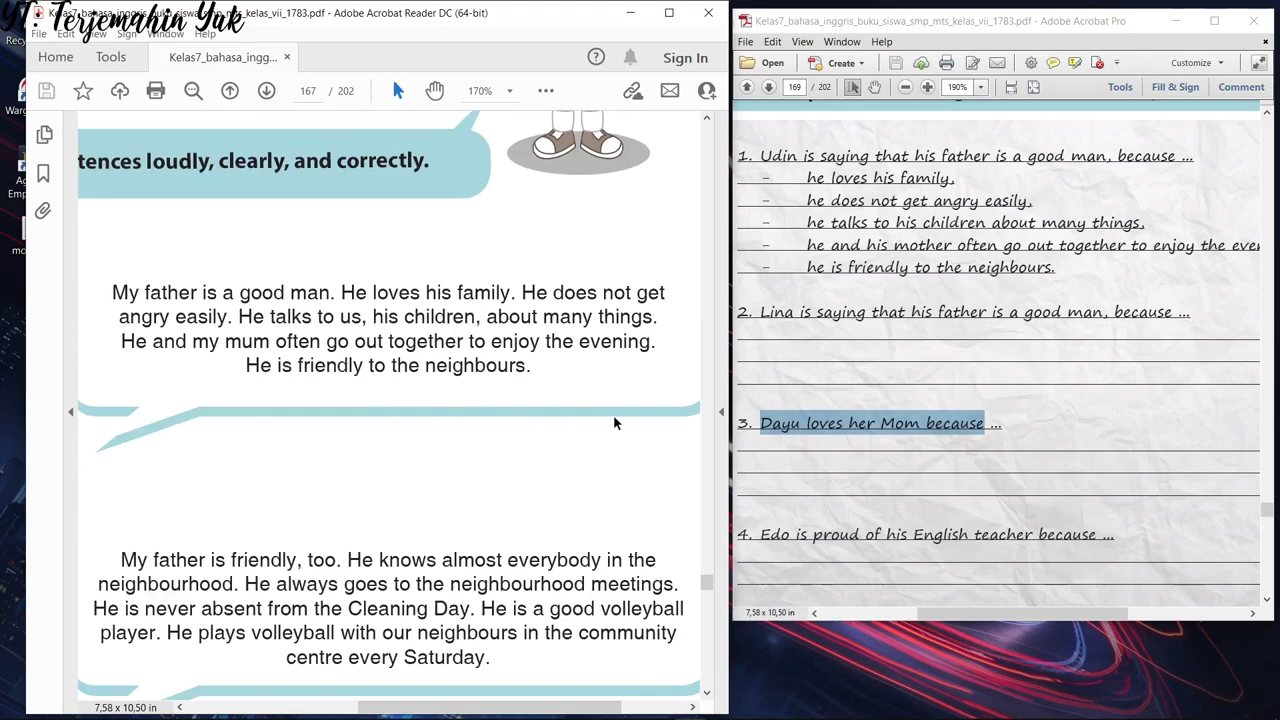 YT: Terjemahin Yuk
Kelas7_bahasa_inggris_buku_siswa_smp_mts_kelas_vii_1783.pdf - Adobe Acrobat Reader DC (64-bit)
File Edit View Sign Window Help
Home Tools Kelas7_bahasa_ingg... × Sign In
167 / 202 170%
tences loudly, clearly, and correctly.
My father is a good man. He loves his family. He does not get
angry easily. He talks to us, his children, about many things.
He and my mum often go out together to enjoy the evening.
He is friendly to the neighbours.
My father is friendly, too. He knows almost everybody in the
neighbourhood. He always goes to the neighbourhood meetings.
He is never absent from the Cleaning Day. He is a good volleyball
player. He plays volleyball with our neighbours in the community
centre every Saturday.
7,58 x 10,50 in
Kelas7_bahasa_inggris_buku_siswa_smp_mts_kelas_vii_1783.pdf - Adobe Acrobat Pro
File Edit View Window Help
Open Create Customize
169 / 202 190% Tools Fill & Sign Comment
1. Udin is saying that his father is a good man, because ...
- he loves his family,
- he does not get angry easily,
- he talks to his children about many things,
- he and his mother often go out together to enjoy the eve
- he is friendly to the neighbours.
2. Lina is saying that his father is a good man, because ...
3. Dayu loves her Mom because ...
4. Edo is proud of his English teacher because ...
7,58 x 10,50 in